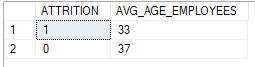 ATTRITION AVG_AGE_EMPLOYEES
1 1 33
2 0 37